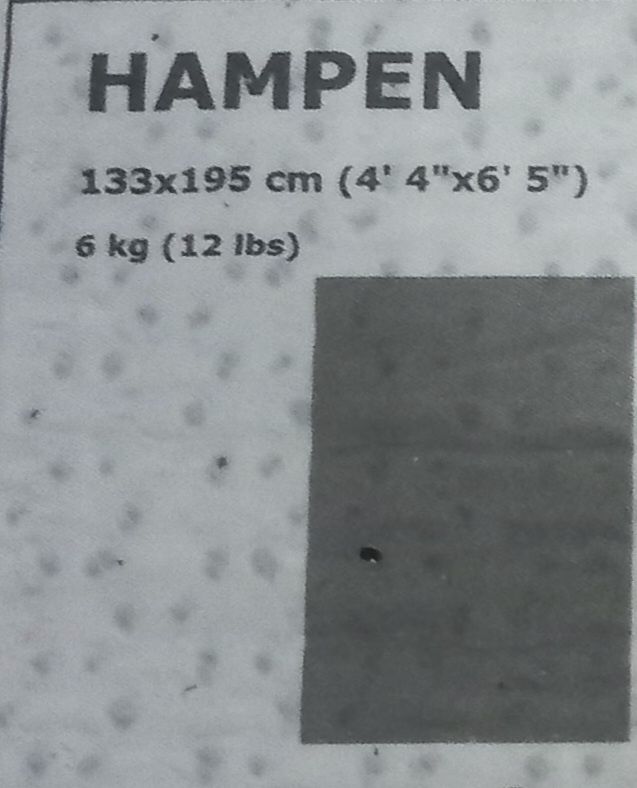 HAMPEN
133x195 cm (4' 4"x6' 5")
6 kg (12 lbs)